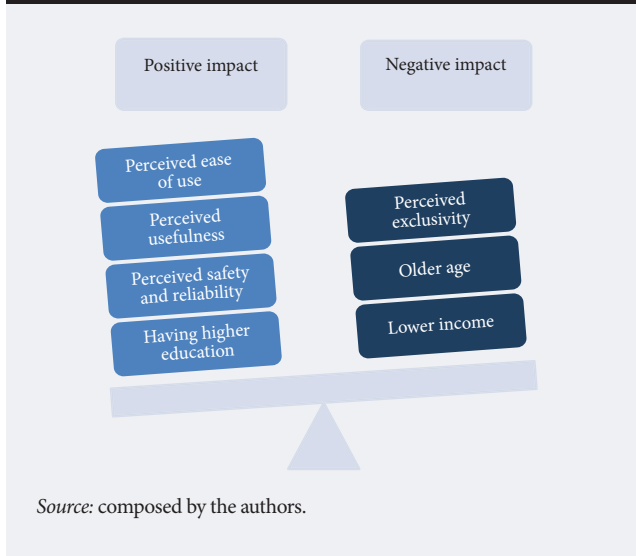 Positive impact
Negative impact
Perceived ease
of use
Perceived
usefulness
Perceived safety
and reliability
Having higher
education
Perceived
exclusivity
Older age
Lower income
Source: composed by the authors.